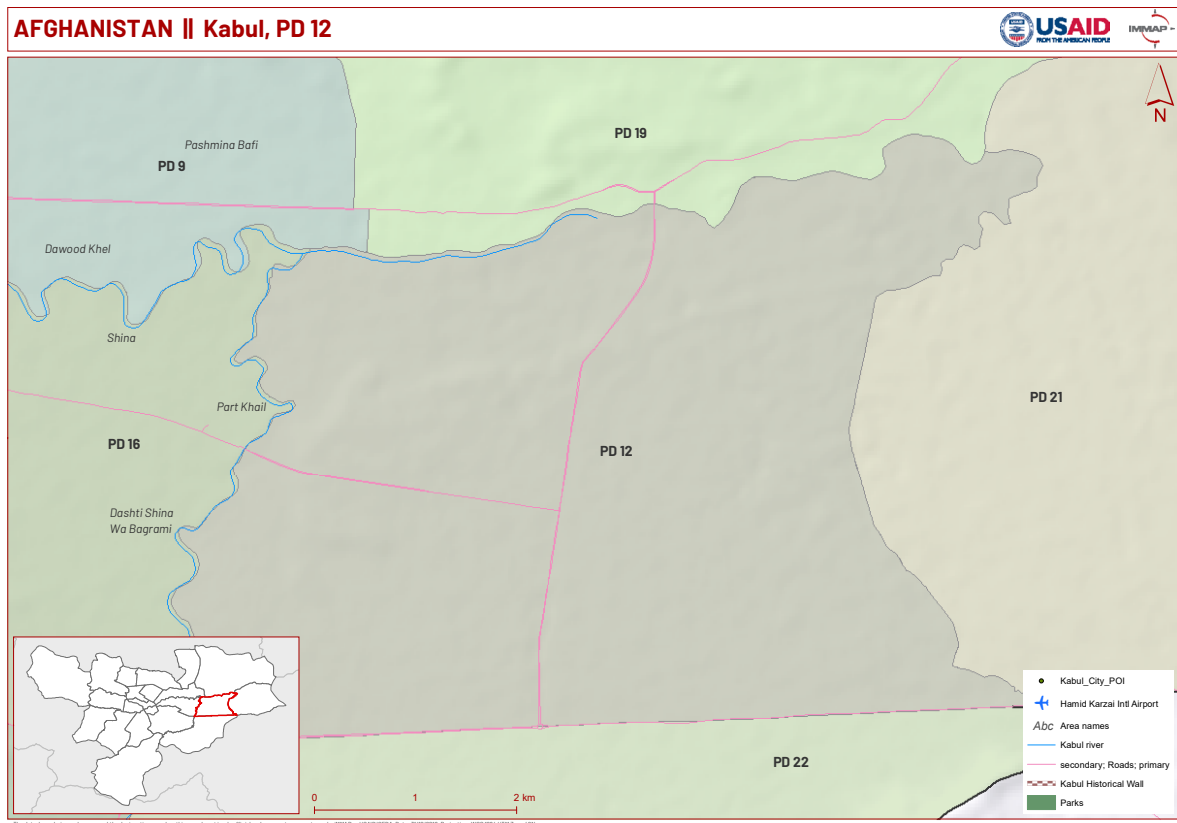 AFGHANISTAN || Kabul, PD 12
USAID
FROM THE AMERICAN PEOPLE
IMMAP
N
PD 19
Pashmina Bafi
PD 9
Dawood Khel
Shina
Part Khail
PD 21
PD 16
PD 12
Dashti Shina
Wa Bagrami
PD 22
0 1 2 km
Kabul_City_POI
Hamid Karzai Intl Airport
Abc Area names
Kabul river
secondary; Roads; primary
Kabul Historical Wall
Parks